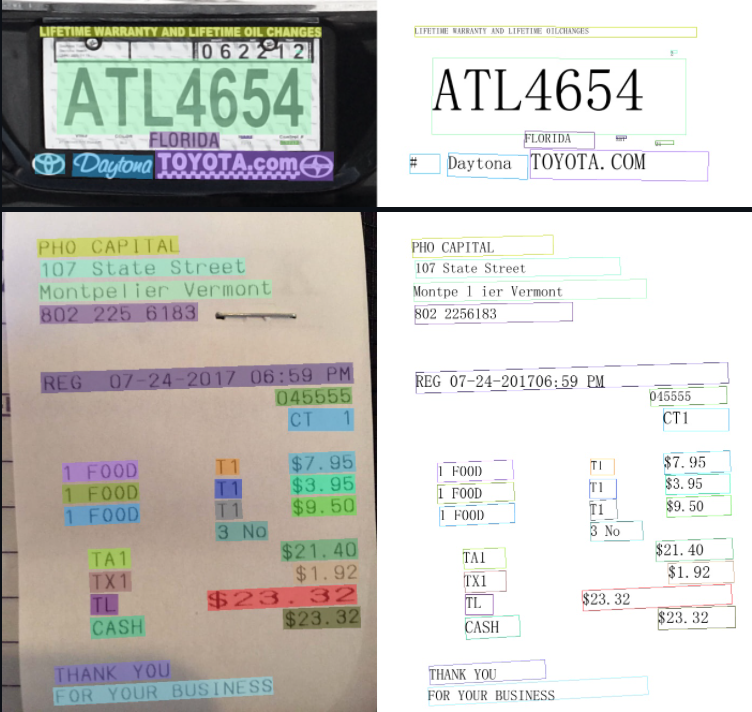 LIFETIME WARRANTY AND LIFETIME OIL CHANGES
LIFETIME WARRANTY AND LIFETIME OILCHANGES
062212
ATL4654
ATL4654
FLORIDA
FLORIDA
Daytona TOYOTA.com
# Daytona TOYOTA.COM
PHO CAPITAL
107 State Street
Montpelier Vermont
802 225 6183
REG 07-24-2017 06:59 PM
045555
CT 1
1 FOOD T1 $7.95
1 FOOD T1 $3.95
1 FOOD T1 $9.50
3 No
TA1 $21.40
TX1 $1.92
TL $23.32
CASH $23.32
THANK YOU
FOR YOUR BUSINESS
PHO CAPITAL
107 State Street
Montpe l ier Vermont
802 2256183
REG 07-24-201706:59 PM
045555
CT1
1 FOOD T1 $7.95
1 FOOD T1 $3.95
1 FOOD T1 $9.50
3 No
TA1 $21.40
TX1 $1.92
TL $23.32
CASH $23.32
THANK YOU
FOR YOUR BUSINESS